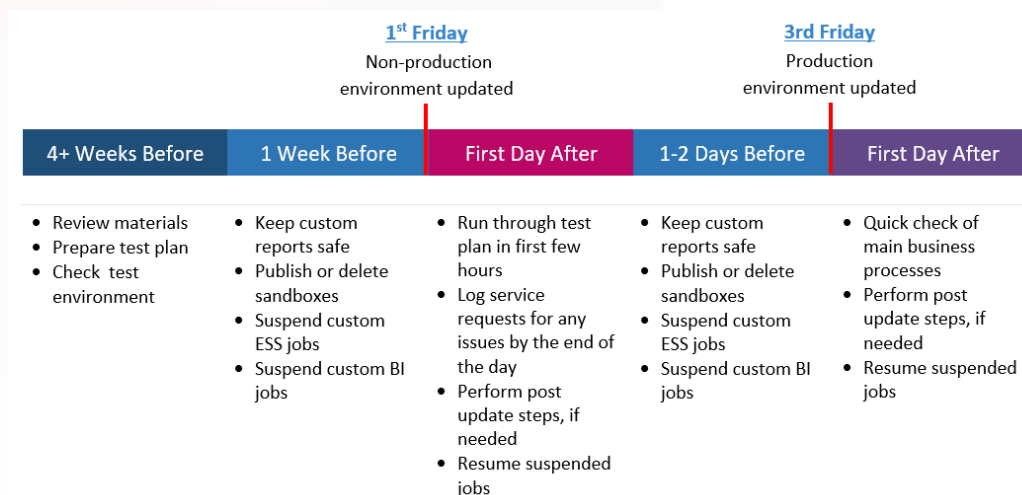 1st Friday
Non-production
environment updated
3rd Friday
Production
environment updated
4+ Weeks Before
1 Week Before
First Day After
1-2 Days Before
First Day After
• Review materials
• Prepare test plan
• Check test
environment
• Keep custom
reports safe
• Publish or delete
sandboxes
• Suspend custom
ESS jobs
• Suspend custom BI
jobs
• Run through test
plan in first few
hours
• Log service
requests for any
issues by the end of
the day
• Perform post
update steps, if
needed
• Resume suspended
jobs
• Keep custom
reports safe
• Publish or delete
sandboxes
• Suspend custom
ESS jobs
• Suspend custom BI
jobs
• Quick check of
main business
processes
• Perform post
update steps, if
needed
• Resume suspended
jobs